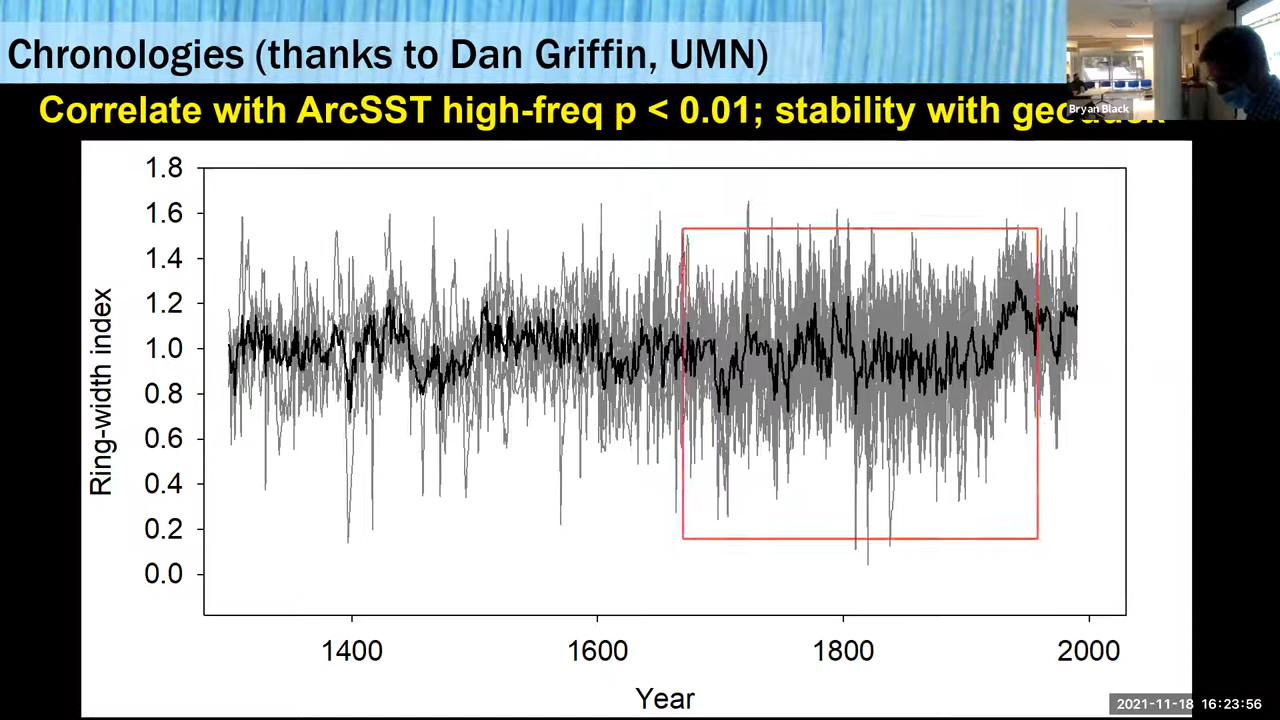 Chronologies (thanks to Dan Griffin, UMN)
Correlate with ArcSST high-freq p < 0.01; stability with
Bryan Black
1.8
1.6
1.4
1.2
1.0
0.8
0.6
0.4
0.2
0.0
Ring-width index
1400 1600 1800 2000
Year
2021-11-18 16:23:56